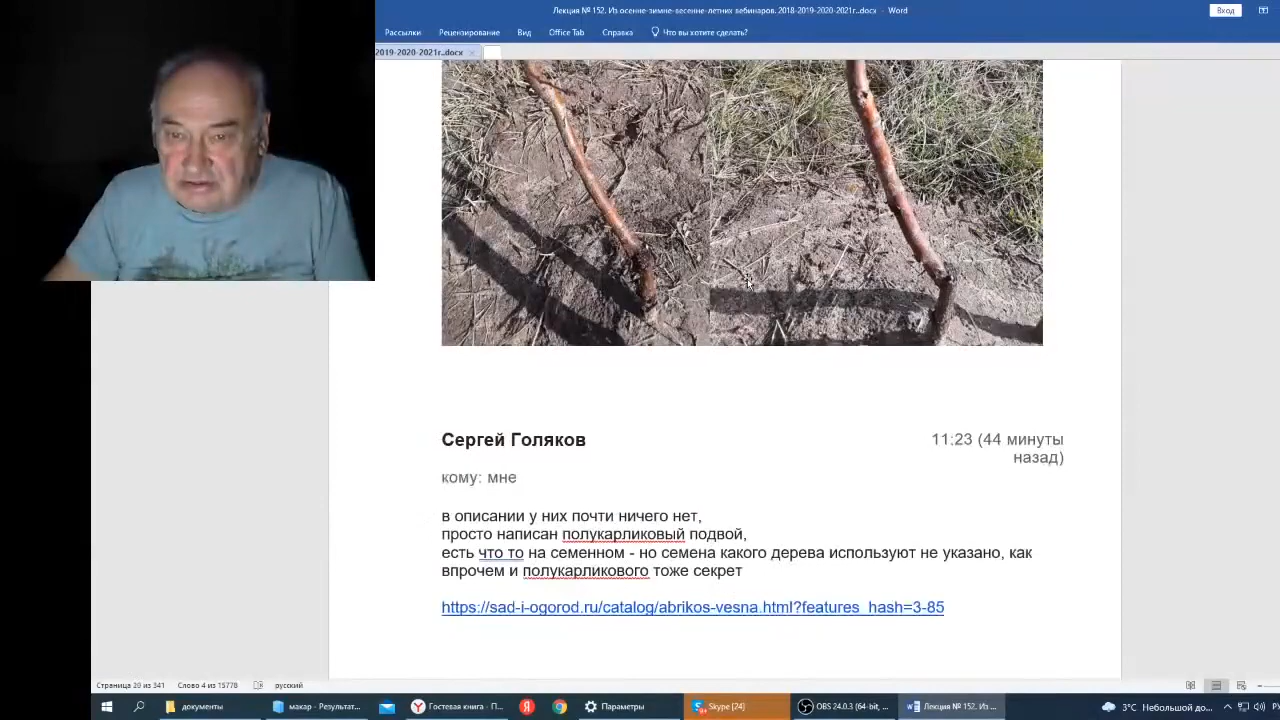 Лекция № 152. Из осенне-зимне-весенне-летних вебинаров. 2018-2019-2020-2021г..docx - Word
Вход
Рассылки Рецензирование Вид Office Tab Справка Что вы хотите сделать?
2019-2020-2021г..docx
Сергей Голяков
11:23 (44 минуты
назад)
кому: мне
в описании у них почти ничего нет,
просто написан полукарликовый подвой,
есть что то на семенном - но семена какого дерева используют не указано, как
впрочем и полукарликового тоже секрет
https://sad-i-ogorod.ru/catalog/abrikos-vesna.html?features_hash=3-85
Страница 20 из 341 Слово 4 из 15778 русский
документы макар - Результат... Гостевая книга - П... Параметры Skype [24] OBS 24.0.3 (64-bit, ... Лекция № 152. Из ... 3°C Небольшой до...